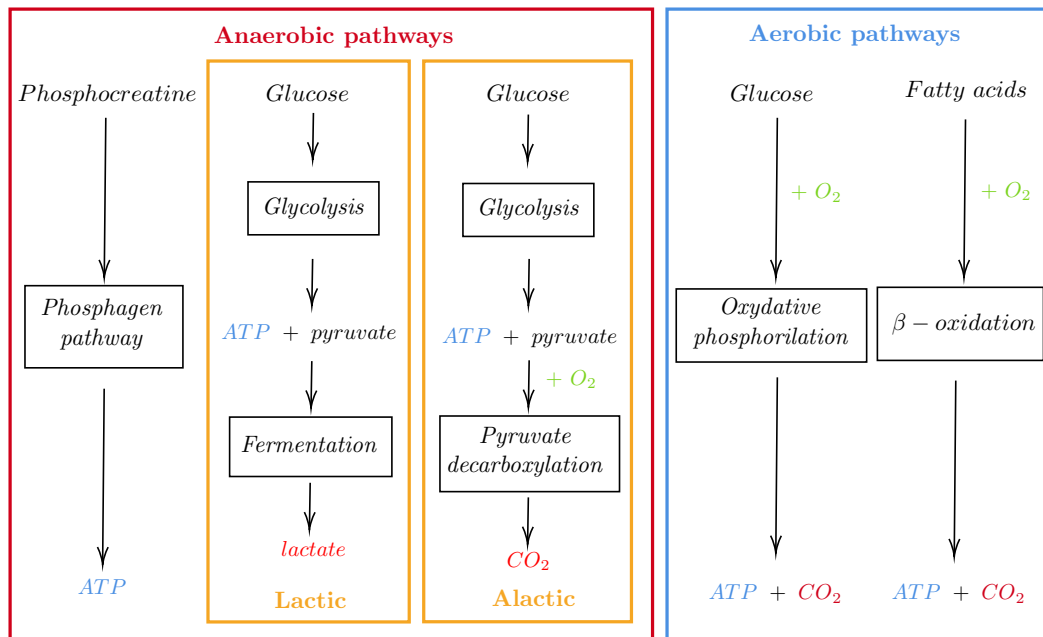 Anaerobic pathways
Phosphocreatine
Phosphagen
pathway
ATP
Glucose
Glycolysis
ATP + pyruvate
Fermentation
lactate
Lactic
Glucose
Glycolysis
ATP + pyruvate
+ O₂
Pyruvate
decarboxylation
CO₂
Alactic
Aerobic pathways
Glucose
+ O₂
Oxydative
phosphorilation
ATP + CO₂
Fatty acids
+ O₂
β − oxidation
ATP + CO₂